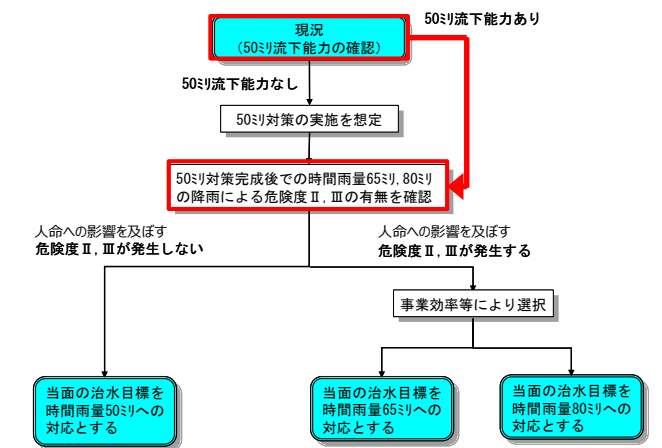 現況
(50ﾐﾘ流下能力の確認)
50ﾐﾘ流下能力あり
50ﾐﾘ流下能力なし
50ﾐﾘ対策の実施を想定
50ﾐﾘ対策完成後での時間雨量65ﾐﾘ,80ﾐﾘ
の降雨による危険度Ⅱ,Ⅲの有無を確認
人命への影響を及ぼす
危険度Ⅱ,Ⅲが発生しない
人命への影響を及ぼす
危険度Ⅱ,Ⅲが発生する
事業効率等により選択
当面の治水目標を
時間雨量50ﾐﾘへの
対応とする
当面の治水目標を
時間雨量65ﾐﾘへの
対応とする
当面の治水目標を
時間雨量80ﾐﾘへの
対応とする